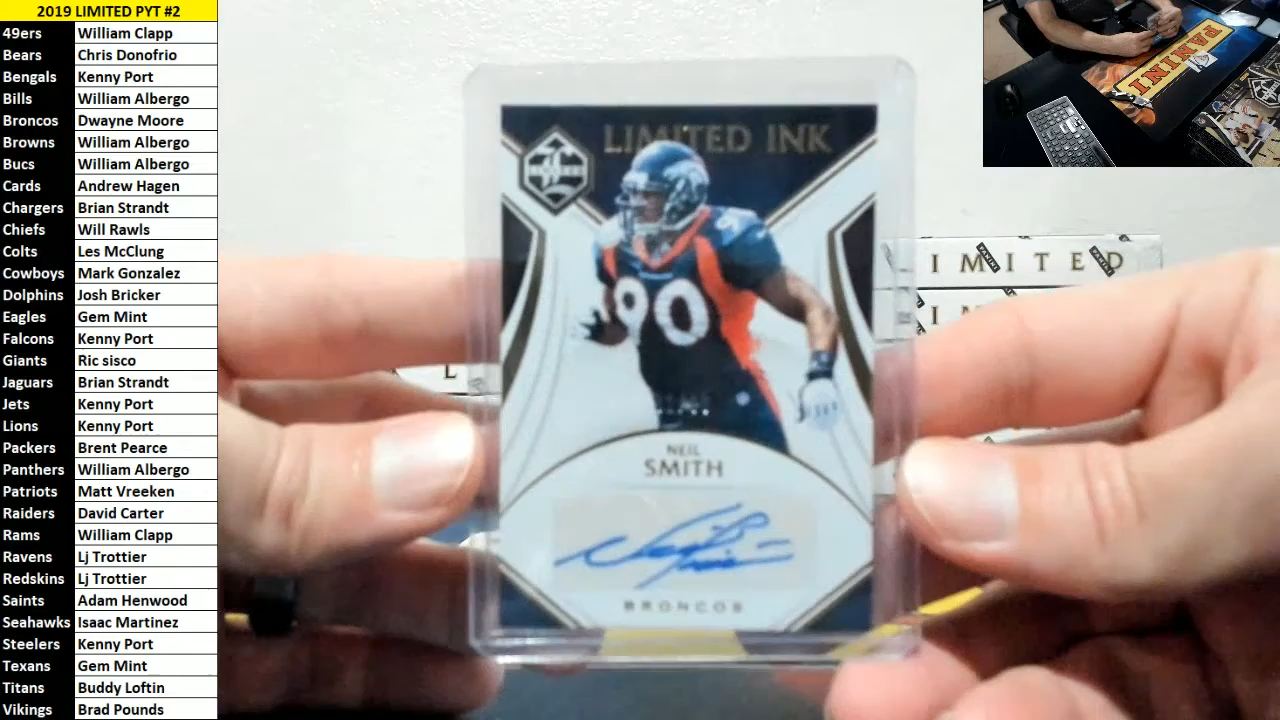 2019 LIMITED PYT #2
49ers William Clapp
Bears Chris Donofrio
Bengals Kenny Port
Bills William Albergo
Broncos Dwayne Moore
Browns William Albergo
Bucs William Albergo
Cards Andrew Hagen
Chargers Brian Strandt
Chiefs Will Rawls
Colts Les McClung
Cowboys Mark Gonzalez
Dolphins Josh Bricker
Eagles Gem Mint
Falcons Kenny Port
Giants Ric sisco
Jaguars Brian Strandt
Jets Kenny Port
Lions Kenny Port
Packers Brent Pearce
Panthers William Albergo
Patriots Matt Vreeken
Raiders David Carter
Rams William Clapp
Ravens Lj Trottier
Redskins Lj Trottier
Saints Adam Henwood
Seahawks Isaac Martinez
Steelers Kenny Port
Texans Gem Mint
Titans Buddy Loftin
Vikings Brad Pounds
LIMITED INK
90
90
NEIL
SMITH
BRONCOS
LIMITED
PANINI